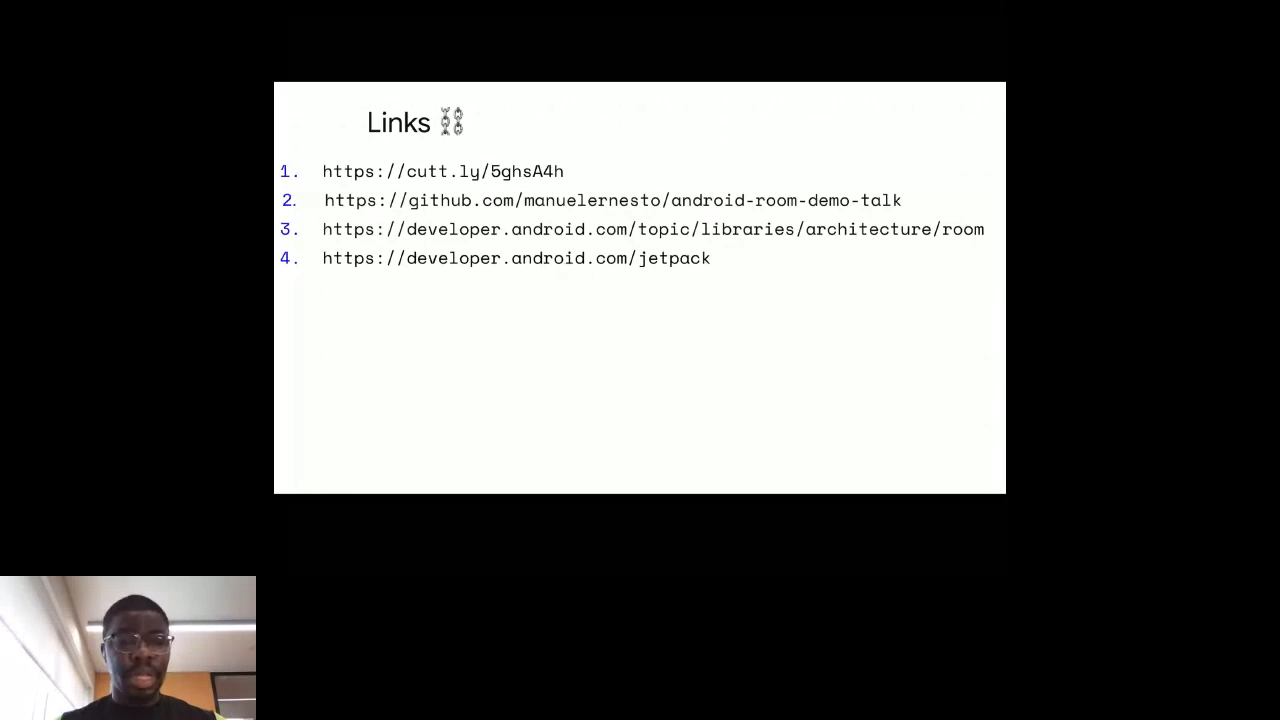 Links ⛓
1. https://cutt.ly/5ghsA4h
2. https://github.com/manuelernesto/android-room-demo-talk
3. https://developer.android.com/topic/libraries/architecture/room
4. https://developer.android.com/jetpack